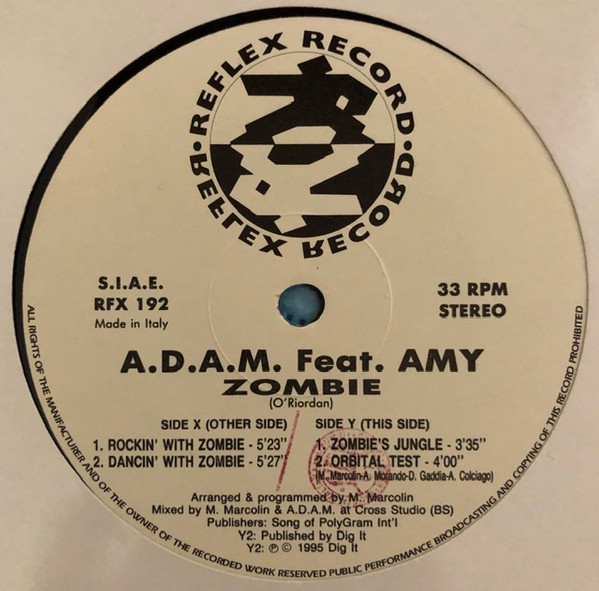 REFLEX RECORD • REFLEX RECORD •
S.I.A.E.
RFX 192
Made in Italy
33 RPM
STEREO
A.D.A.M. Feat. AMY
ZOMBIE
(O'Riordan)
SIDE X (OTHER SIDE)
1. ROCKIN' WITH ZOMBIE - 5'23"
2. DANCIN' WITH ZOMBIE - 5'27"
SIDE Y (THIS SIDE)
1. ZOMBIE'S JUNGLE - 3'35"
2. ORBITAL TEST - 4'00"
(M. Marcolin-A. Morando-D. Gaddia-A. Colciago)
Arranged & programmed by M. Marcolin
Mixed by M. Marcolin & A.D.A.M. at Cross Studio (BS)
Publishers: Song of PolyGram Int'l
Y2: Published by Dig It
Y2: ℗ © 1995 Dig It
ALL RIGHTS OF THE MANIFACTURER AND OF THE OWNER OF THE RECORDED WORK RESERVED PUBLIC PERFORMANCE BROADCASTING AND COPYING OF THIS RECORD PROHIBITED